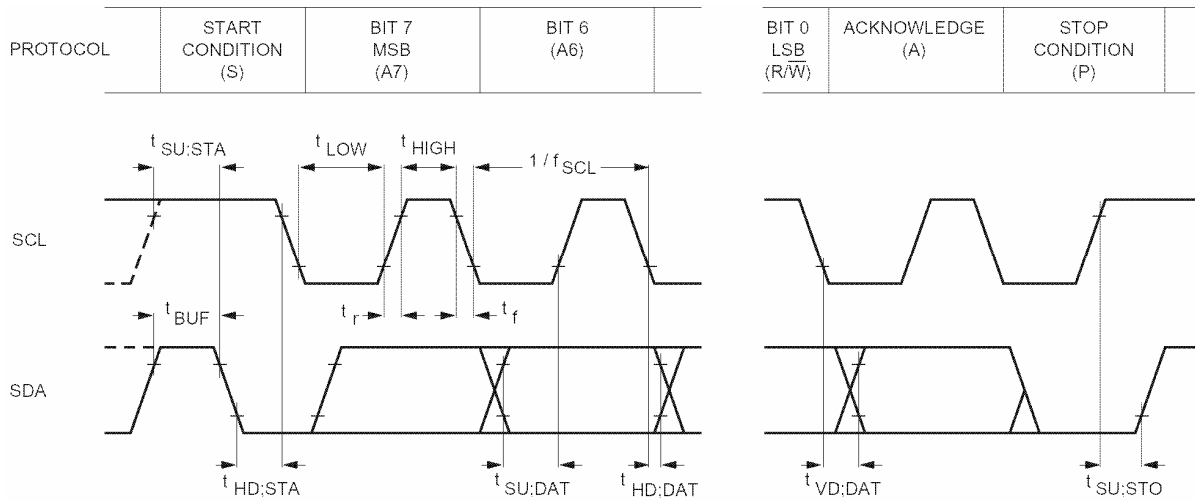 PROTOCOL
START
CONDITION
(S)
BIT 7
MSB
(A7)
BIT 6
(A6)
BIT 0
LSB
(R/W̅)
ACKNOWLEDGE
(A)
STOP
CONDITION
(P)
t SU;STA
t LOW
t HIGH
1 / f SCL
SCL
t BUF
t r
t f
SDA
t HD;STA
t SU;DAT
t HD;DAT
t VD;DAT
t SU;STO